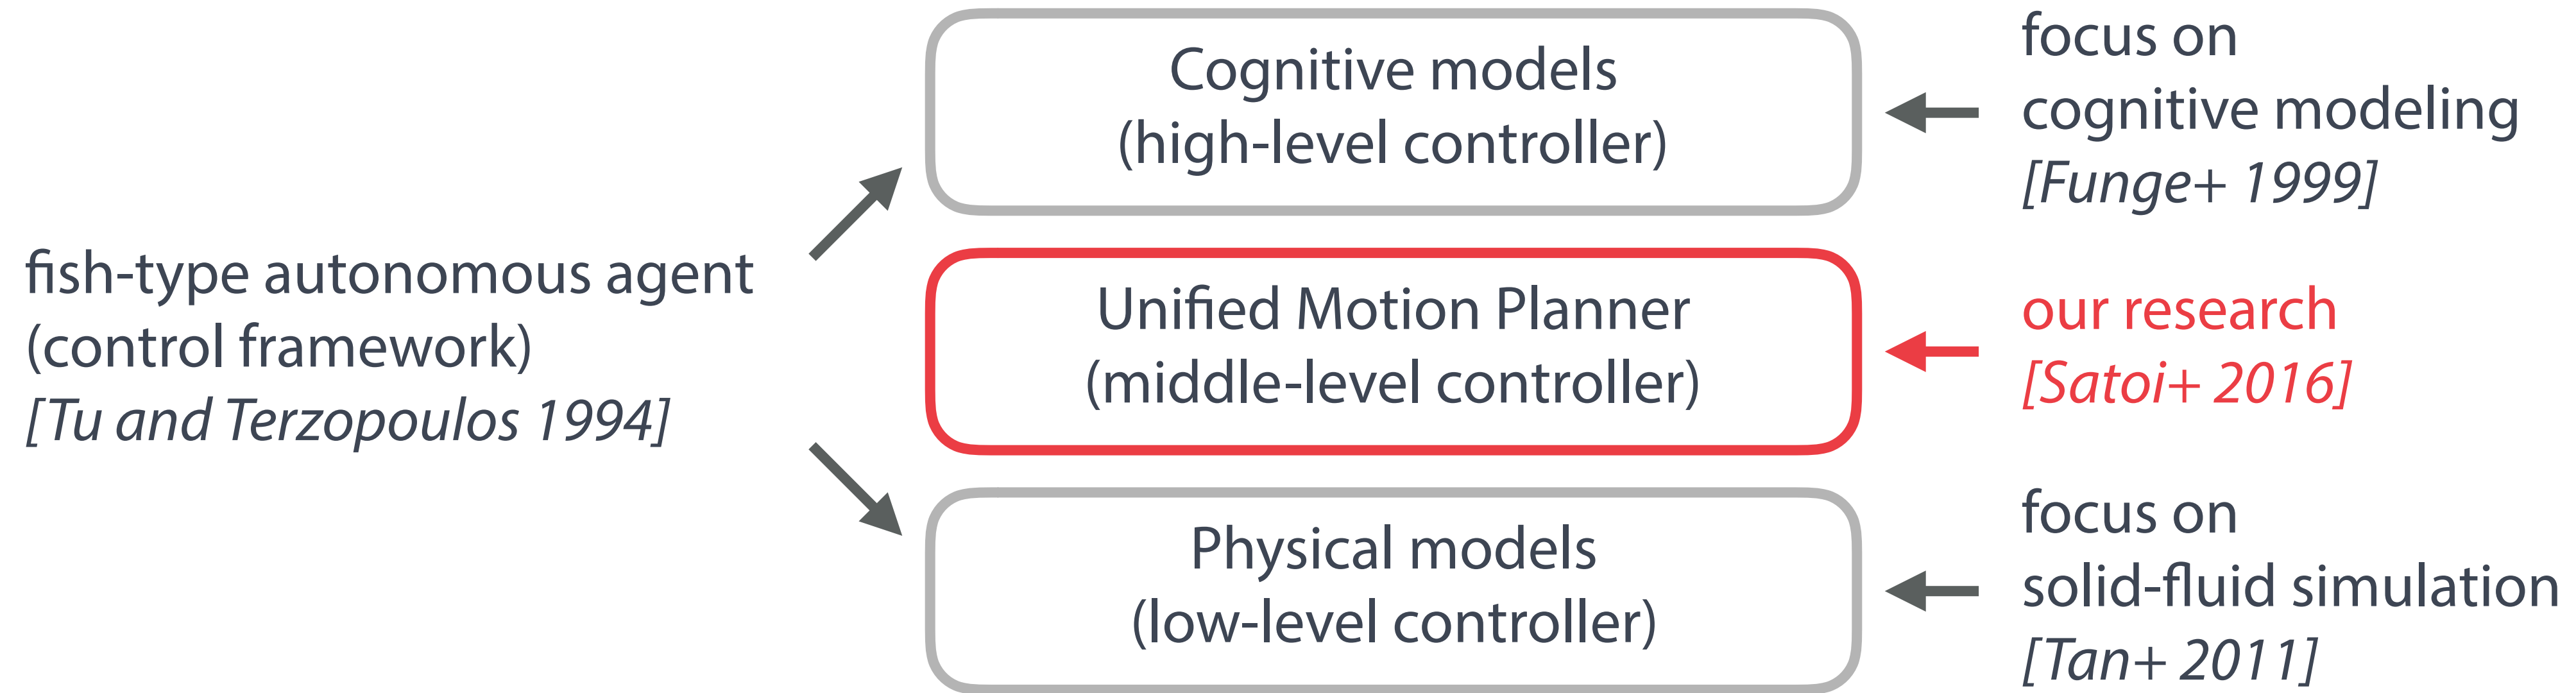 fish-type autonomous agent
(control framework)
[Tu and Terzopoulos 1994]
Cognitive models
(high-level controller)
Unified Motion Planner
(middle-level controller)
Physical models
(low-level controller)
focus on
cognitive modeling
[Funge+ 1999]
our research
[Satoi+ 2016]
focus on
solid-fluid simulation
[Tan+ 2011]